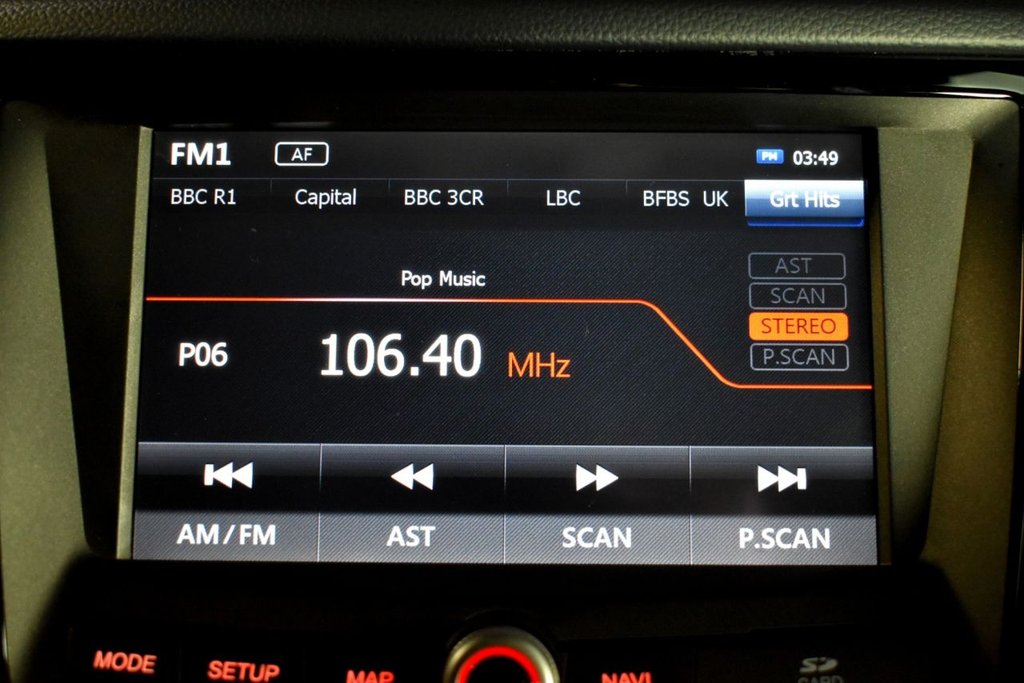 FM1 AF PM 03:49
BBC R1 Capital BBC 3CR LBC BFBS UK Grt Hits
Pop Music
AST
SCAN
STEREO
P.SCAN
P06 106.40 MHz
AM/FM AST SCAN P.SCAN
MODE SETUP MAP NAVI SD CARD